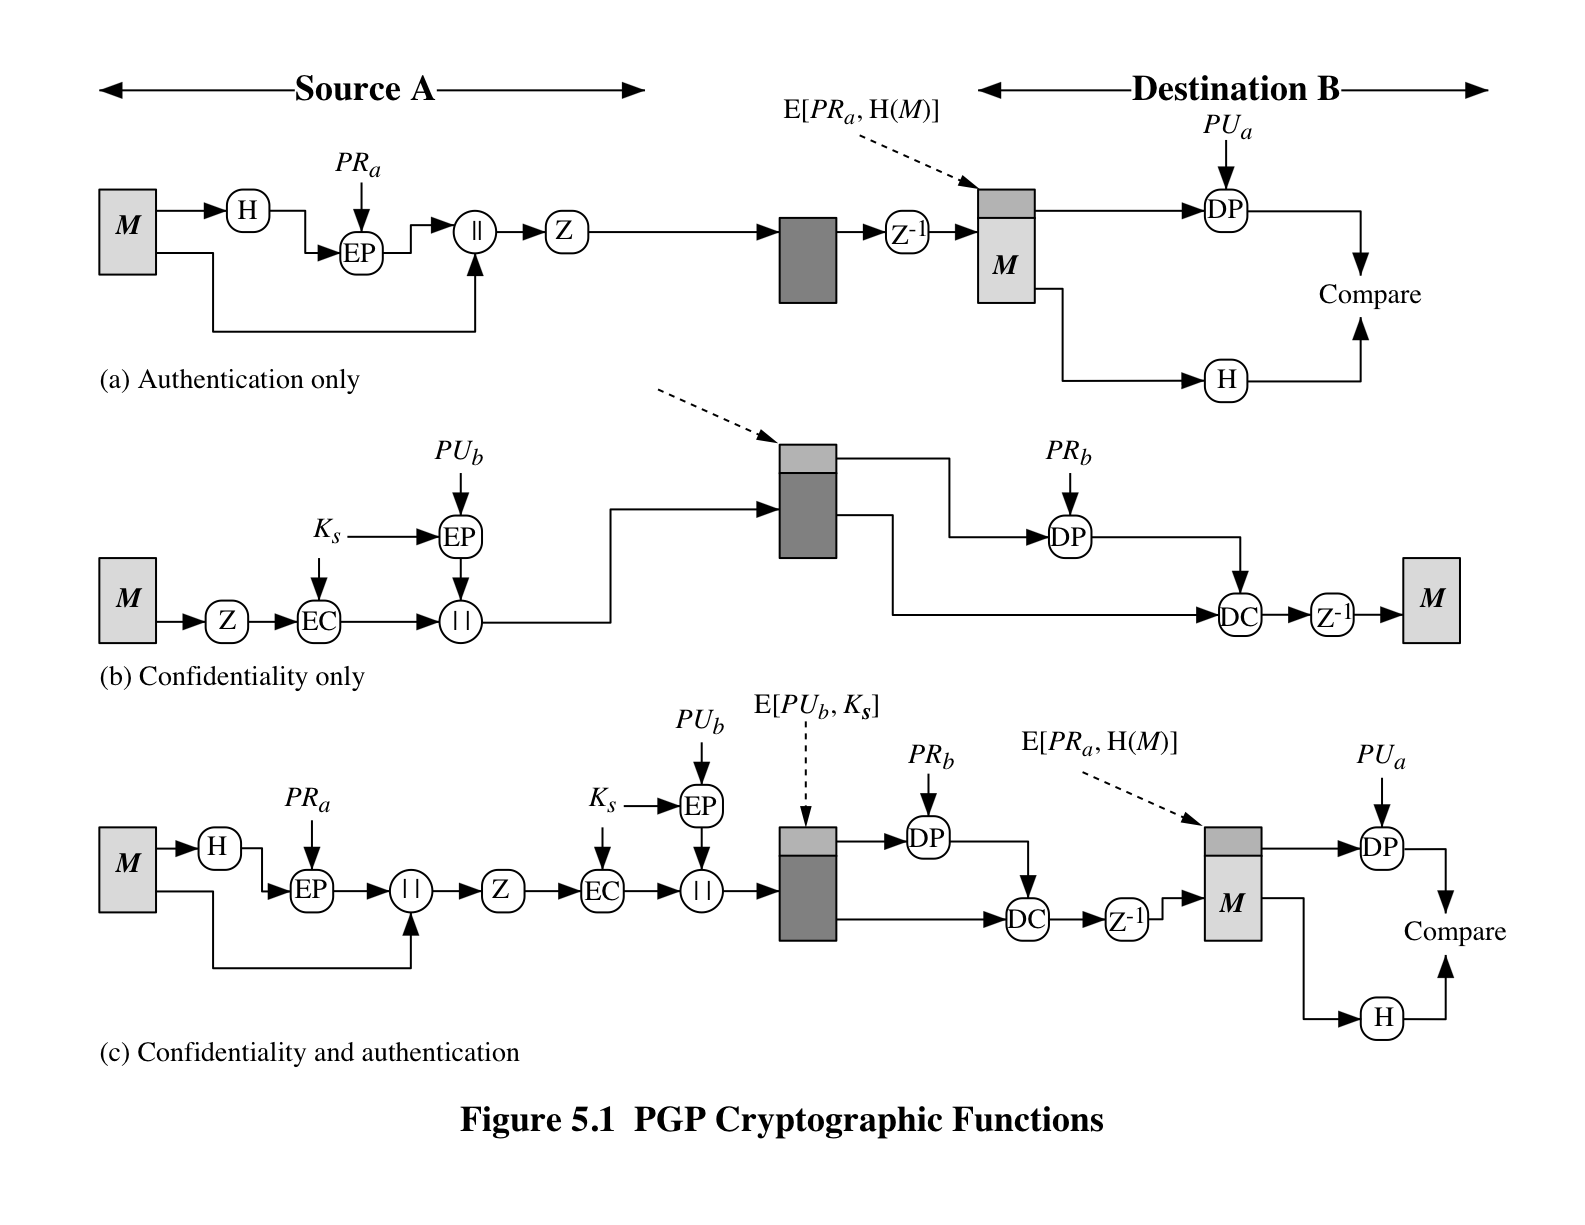 Source A
Destination B
E[PRa, H(M)]
PUa
PRa
M
H
EP
||
Z
Z-1
M
DP
Compare
H
(a) Authentication only
PUb
PRb
Ks
EP
DP
M
Z
EC
||
DC
Z-1
M
(b) Confidentiality only
E[PUb, Ks]
PUb
E[PRa, H(M)]
PRb
PUa
PRa
Ks
EP
DP
M
H
DP
EP
||
Z
EC
||
DC
Z-1
M
Compare
H
(c) Confidentiality and authentication
Figure 5.1 PGP Cryptographic Functions